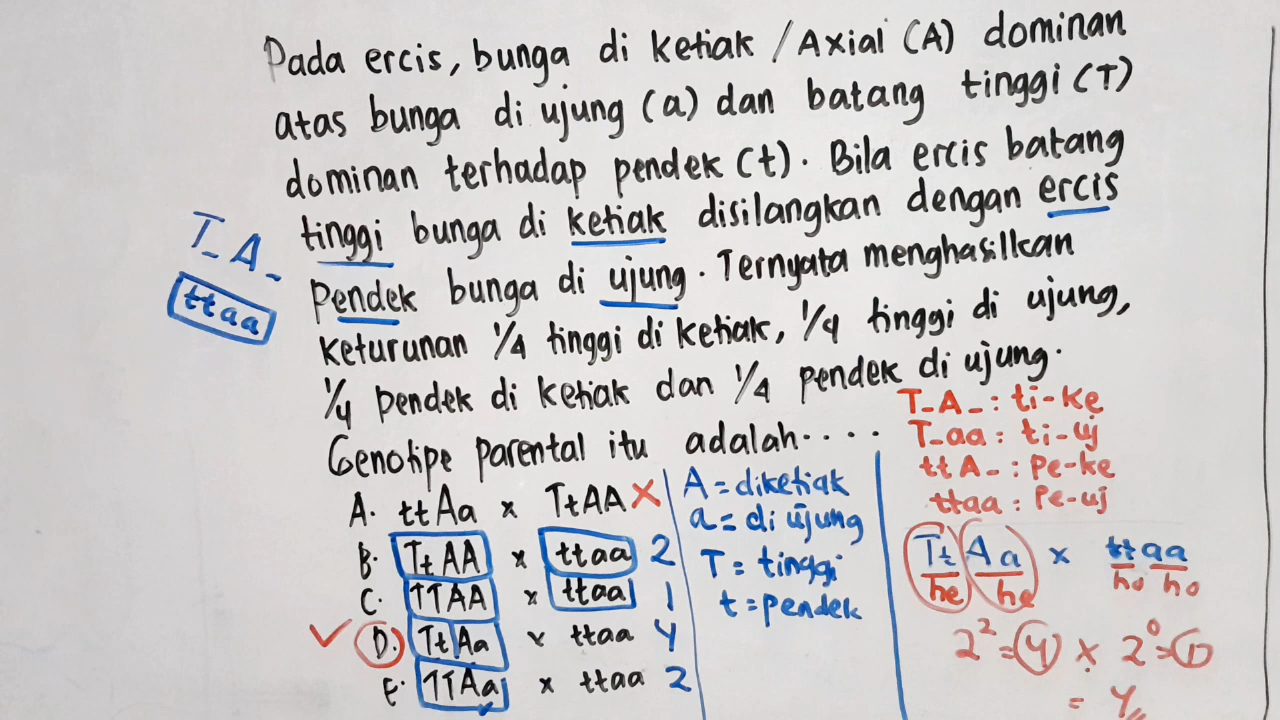 Pada ercis, bunga di ketiak / Axial (A) dominan
atas bunga di ujung (a) dan batang tinggi (T)
dominan terhadap pendek (t). Bila ercis batang
tinggi bunga di ketiak disilangkan dengan ercis
pendek bunga di ujung. Ternyata menghasilkan
keturunan 1/4 tinggi di ketiak, 1/4 tinggi di ujung,
1/4 pendek di ketiak dan 1/4 pendek di ujung.
Genotipe parental itu adalah....
T_A_
ttaa
A. ttAa x TtAA X
B. TtAA x ttaa 2
C. TTAA x ttaa 1
D. TtAa x ttaa 4
E. TTAa x ttaa 2
A = diketiak
a = di ujung
T = tinggi
t = pendek
T_A_ : ti-ke
T_aa : ti-uj
ttA_ : pe-ke
ttaa : Pe-uj
TtAa x ttaa
he he ho ho
2² = 4 x 2⁰ = 1
= 4